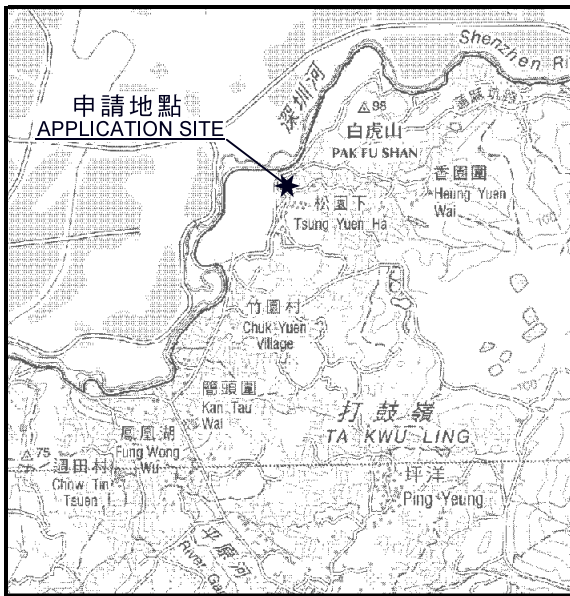 Shenzhen Ri
深圳河
申請地點
APPLICATION SITE
98
白虎山
PAK FU SHAN
香園圍
Heung Yuen
Wai
松園下
Tsung Yuen Ha
100
竹園村
Chuk Yuen
Village
簡頭圍
Kan Tau
Wai
100
打鼓嶺
TA KWU LING
鳳凰湖
Fung Wong
Wu
75
週田村
Chow Tin
Tsuen
坪洋
Ping Yeung
平原河
River Gan